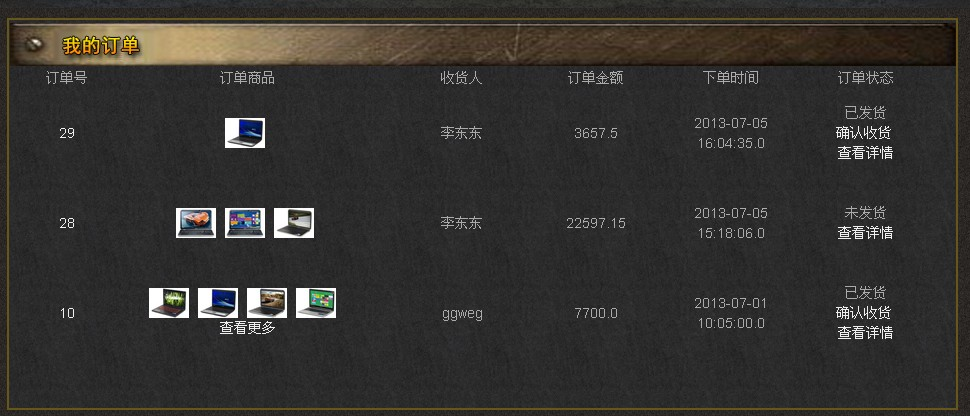 我的订单
订单号 订单商品 收货人 订单金额 下单时间 订单状态
29 李东东 3657.5 2013-07-05 16:04:35.0 已发货
确认收货
查看详情
28 李东东 22597.15 2013-07-05 15:18:06.0 未发货
查看详情
10 查看更多 ggweg 7700.0 2013-07-01 10:05:00.0 已发货
确认收货
查看详情